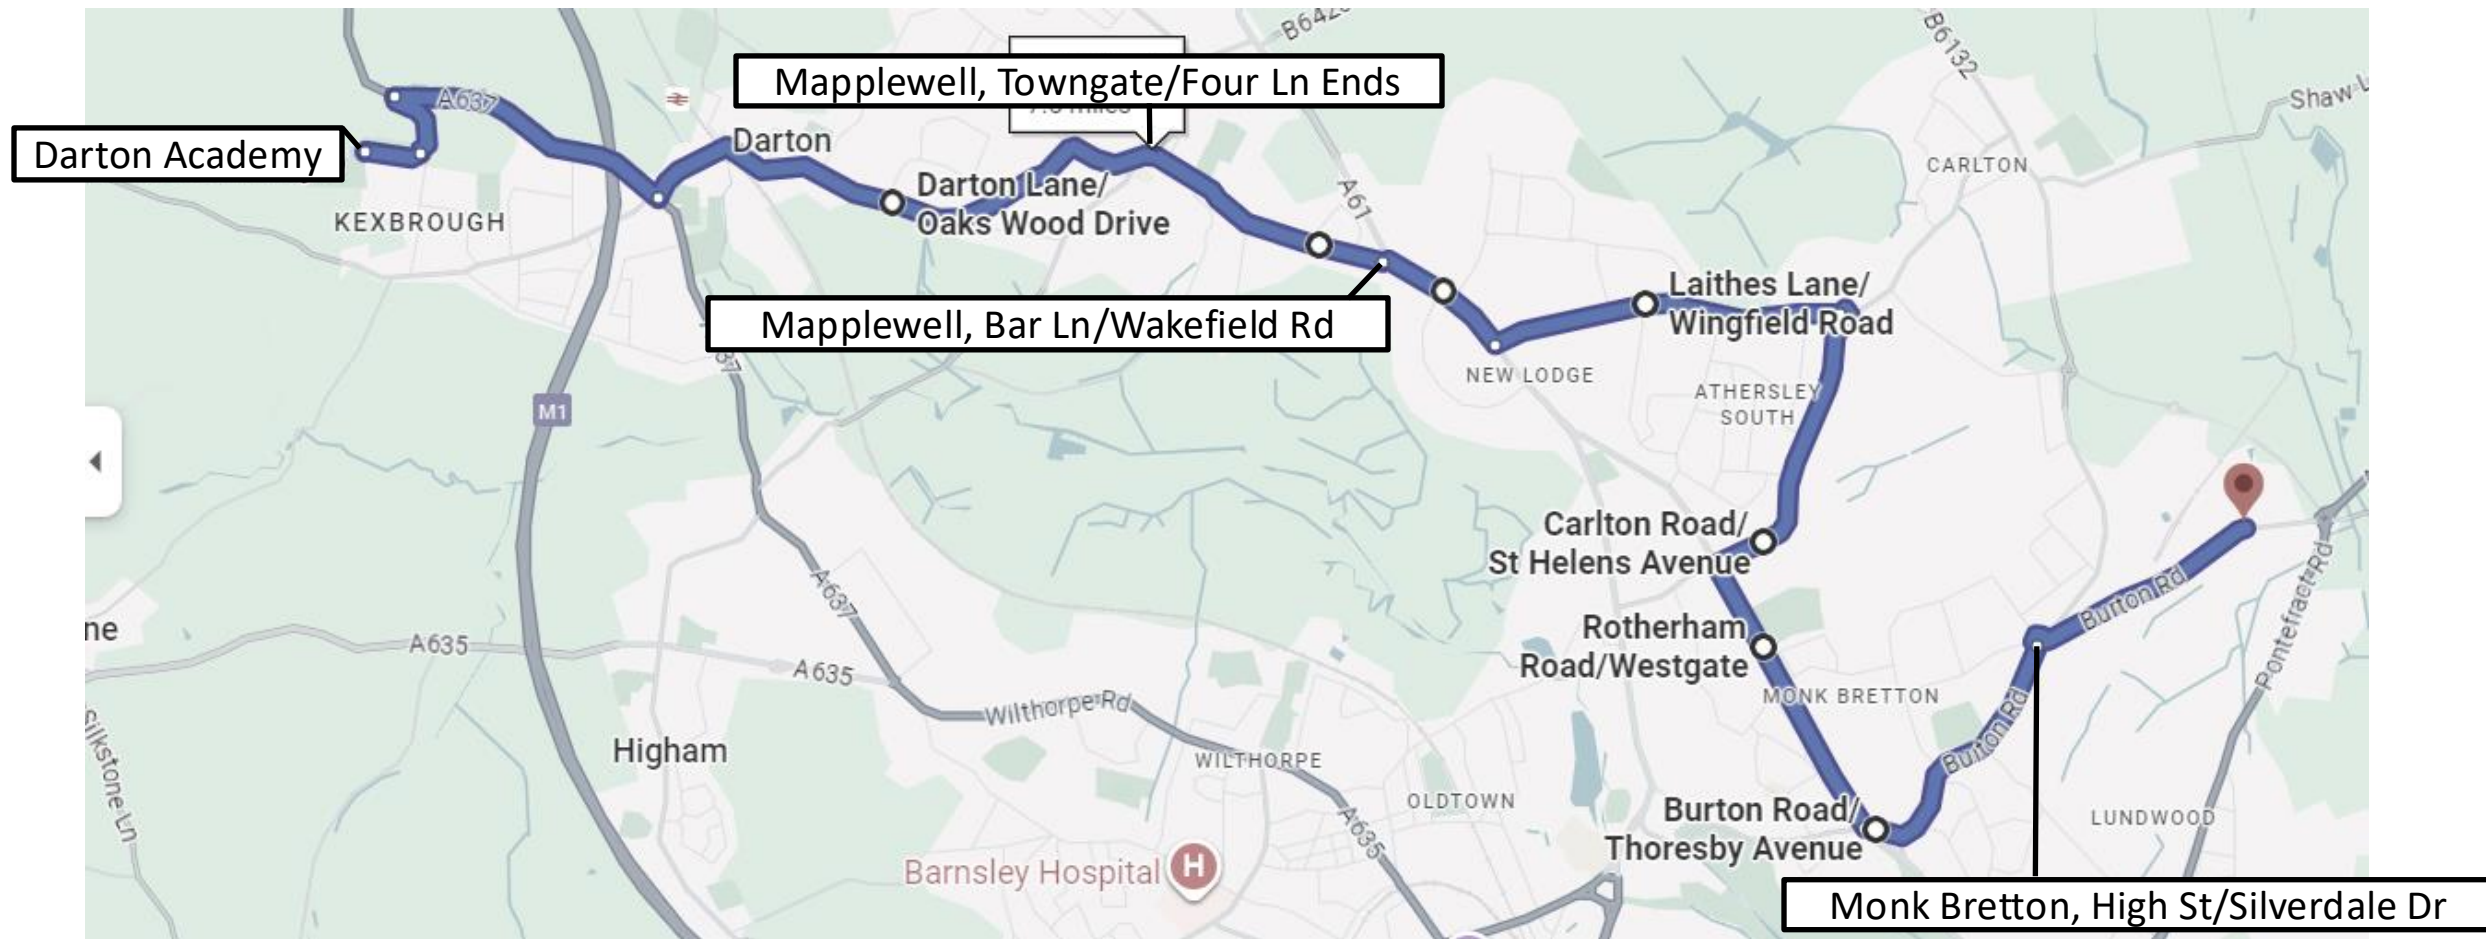 B642
B6132
Shaw L
Mapplewell, Towngate/Four Ln Ends
A637
Darton Academy
Darton
CARLTON
A61
Darton Lane/
Oaks Wood Drive
KEXBROUGH
Laithes Lane/
Wingfield Road
Mapplewell, Bar Ln/Wakefield Rd
37
NEW LODGE
ATHERSLEY
SOUTH
M1
Carlton Road/
St Helens Avenue
A637
Burton Rd
Pontefract Rd
ne
A635
A635
Rotherham
Road/Westgate
MONK BRETTON
Wilthorpe Rd
Burton Rd
Silkstone Ln
Higham
WILTHORPE
OLDTOWN
A635
Burton Road/
Thoresby Avenue
LUNDWOOD
Barnsley Hospital
H
Monk Bretton, High St/Silverdale Dr